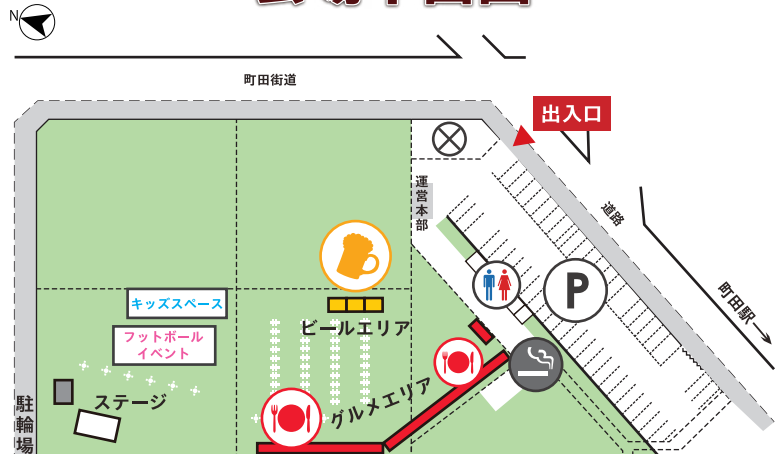 N
町田街道
出入口
運営本部
道路
P
町田駅
キッズスペース
フットボール
イベント
ビールエリア
グルメエリア
ステージ
駐輪場